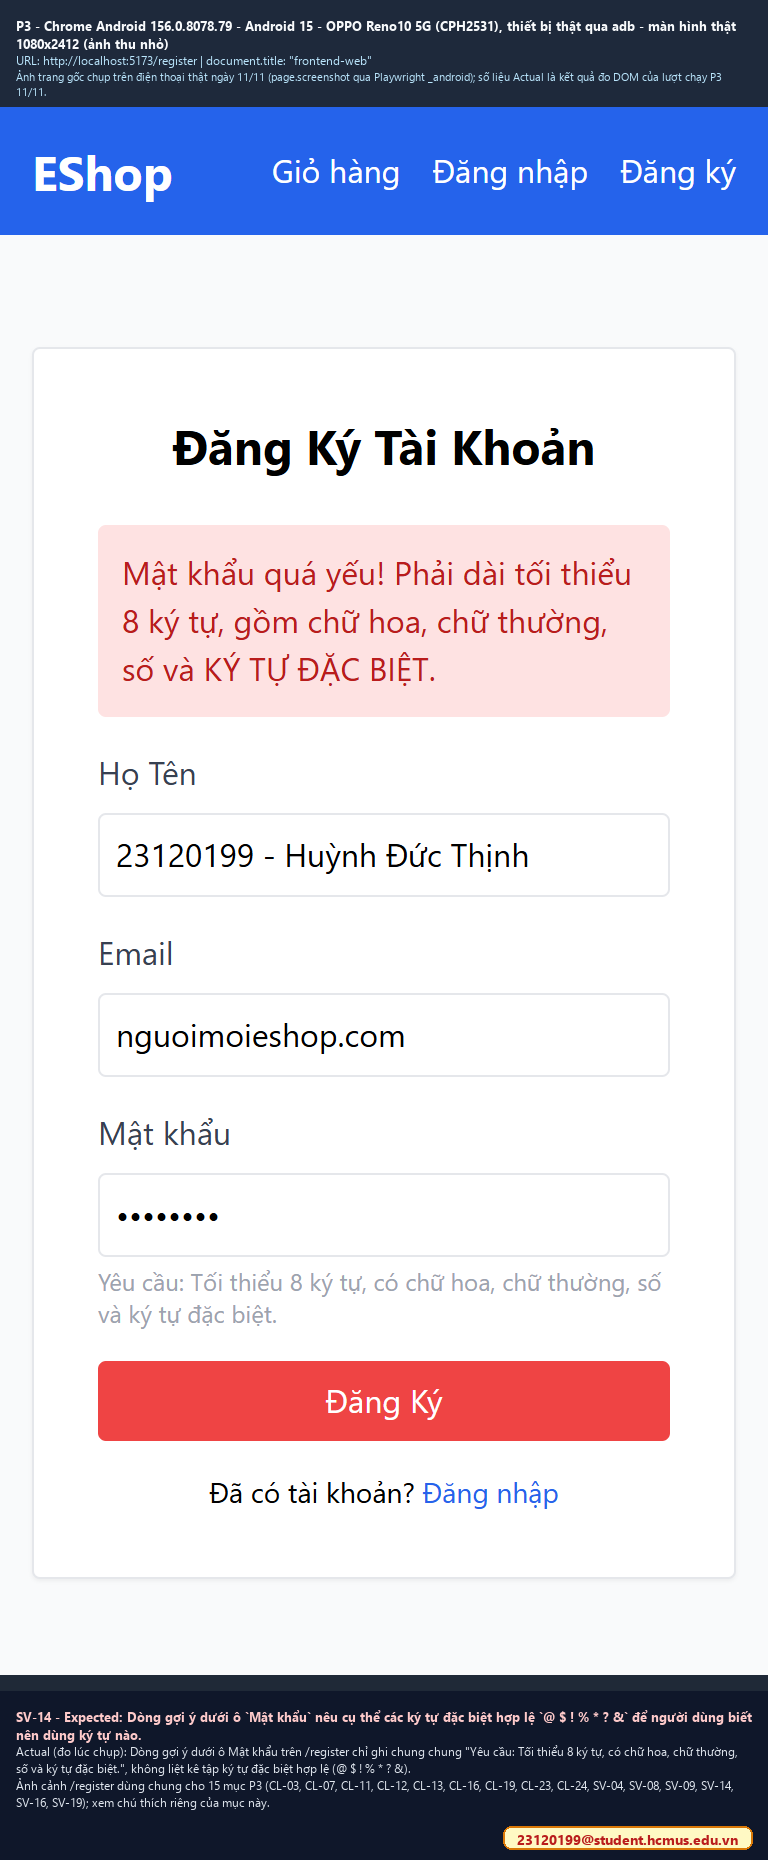 P3 - Chrome Android 156.0.8078.79 - Android 15 - OPPO Reno10 5G (CPH2531), thiết bị thật qua adb - màn hình thật
1080x2412 (ảnh thu nhỏ)
URL: http://localhost:5173/register | document.title: "frontend-web"
Ảnh trang gốc chụp trên điện thoại thật ngày 11/11 (page.screenshot qua Playwright _android); số liệu Actual là kết quả đo DOM của lượt chạy P3
11/11.
EShop
Giỏ hàng Đăng nhập Đăng ký
Đăng Ký Tài Khoản
Mật khẩu quá yếu! Phải dài tối thiểu
8 ký tự, gồm chữ hoa, chữ thường,
số và KÝ TỰ ĐẶC BIỆT.
Họ Tên
23120199 - Huỳnh Đức Thịnh
Email
nguoimoieshop.com
Mật khẩu
••••••••
Yêu cầu: Tối thiểu 8 ký tự, có chữ hoa, chữ thường, số
và ký tự đặc biệt.
Đăng Ký
Đã có tài khoản? Đăng nhập
SV-14 - Expected: Dòng gợi ý dưới ô `Mật khẩu` nêu cụ thể các ký tự đặc biệt hợp lệ `@ $ ! % * ? &` để người dùng biết
nên dùng ký tự nào.
Actual (đo lúc chụp): Dòng gợi ý dưới ô Mật khẩu trên /register chỉ ghi chung chung "Yêu cầu: Tối thiểu 8 ký tự, có chữ hoa, chữ thường,
số và ký tự đặc biệt.", không liệt kê tập ký tự đặc biệt hợp lệ (@ $ ! % * ? &).
Ảnh cảnh /register dùng chung cho 15 mục P3 (CL-03, CL-07, CL-11, CL-12, CL-13, CL-16, CL-19, CL-23, CL-24, SV-04, SV-08, SV-09, SV-14,
SV-16, SV-19); xem chú thích riêng của mục này.
23120199@student.hcmus.edu.vn